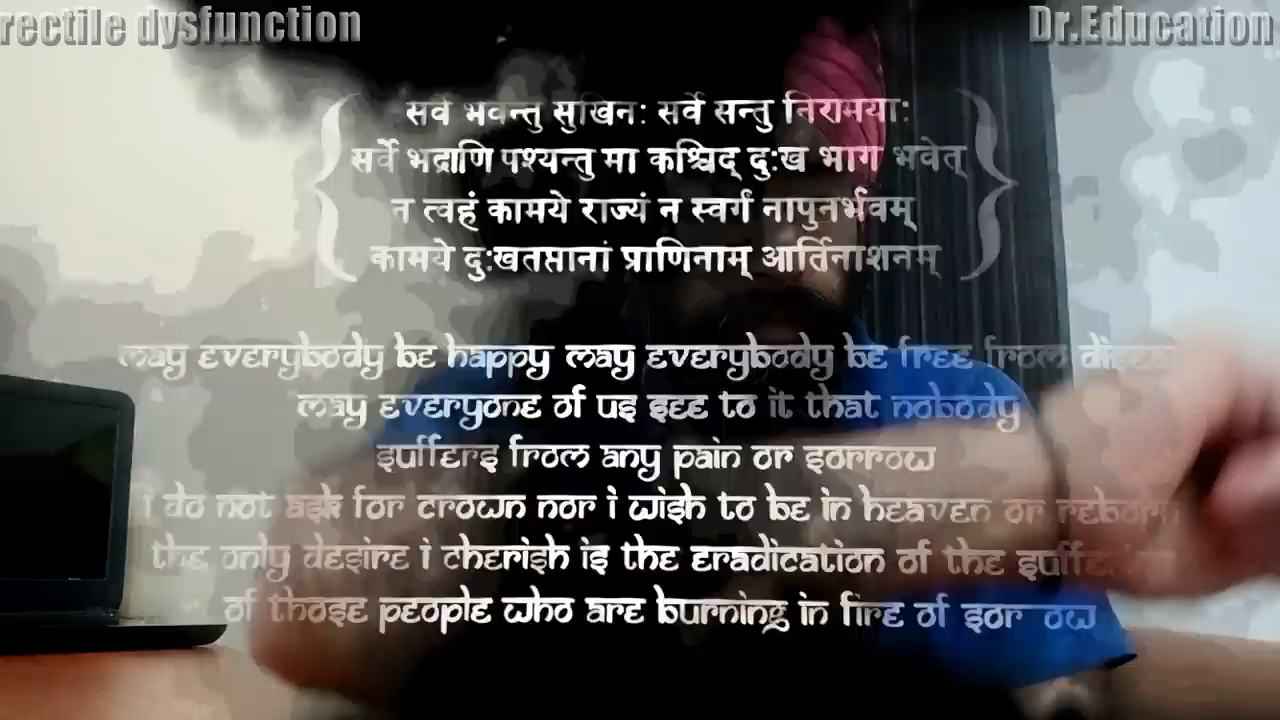 rectile dysfunction
Dr.Education
सर्वे भवन्तु सुखिनः सर्वे सन्तु निरामयाः
सर्वे भद्राणि पश्यन्तु मा कश्चिद् दुःख भाग भवेत्
न त्वहं कामये राज्यं न स्वर्गं नापुनर्भवम्
कामये दुःखतप्तानां प्राणिनाम् आर्तिनाशनम्
may everybody be happy may everybody be free from
may everyone of us see to it that nobody
suffers from any pain or sorrow
i do not ask for crown nor i wish to be in heaven or reborn
the only desire i cherish is the eradication of the
of those people who are burning in fire of sorrow